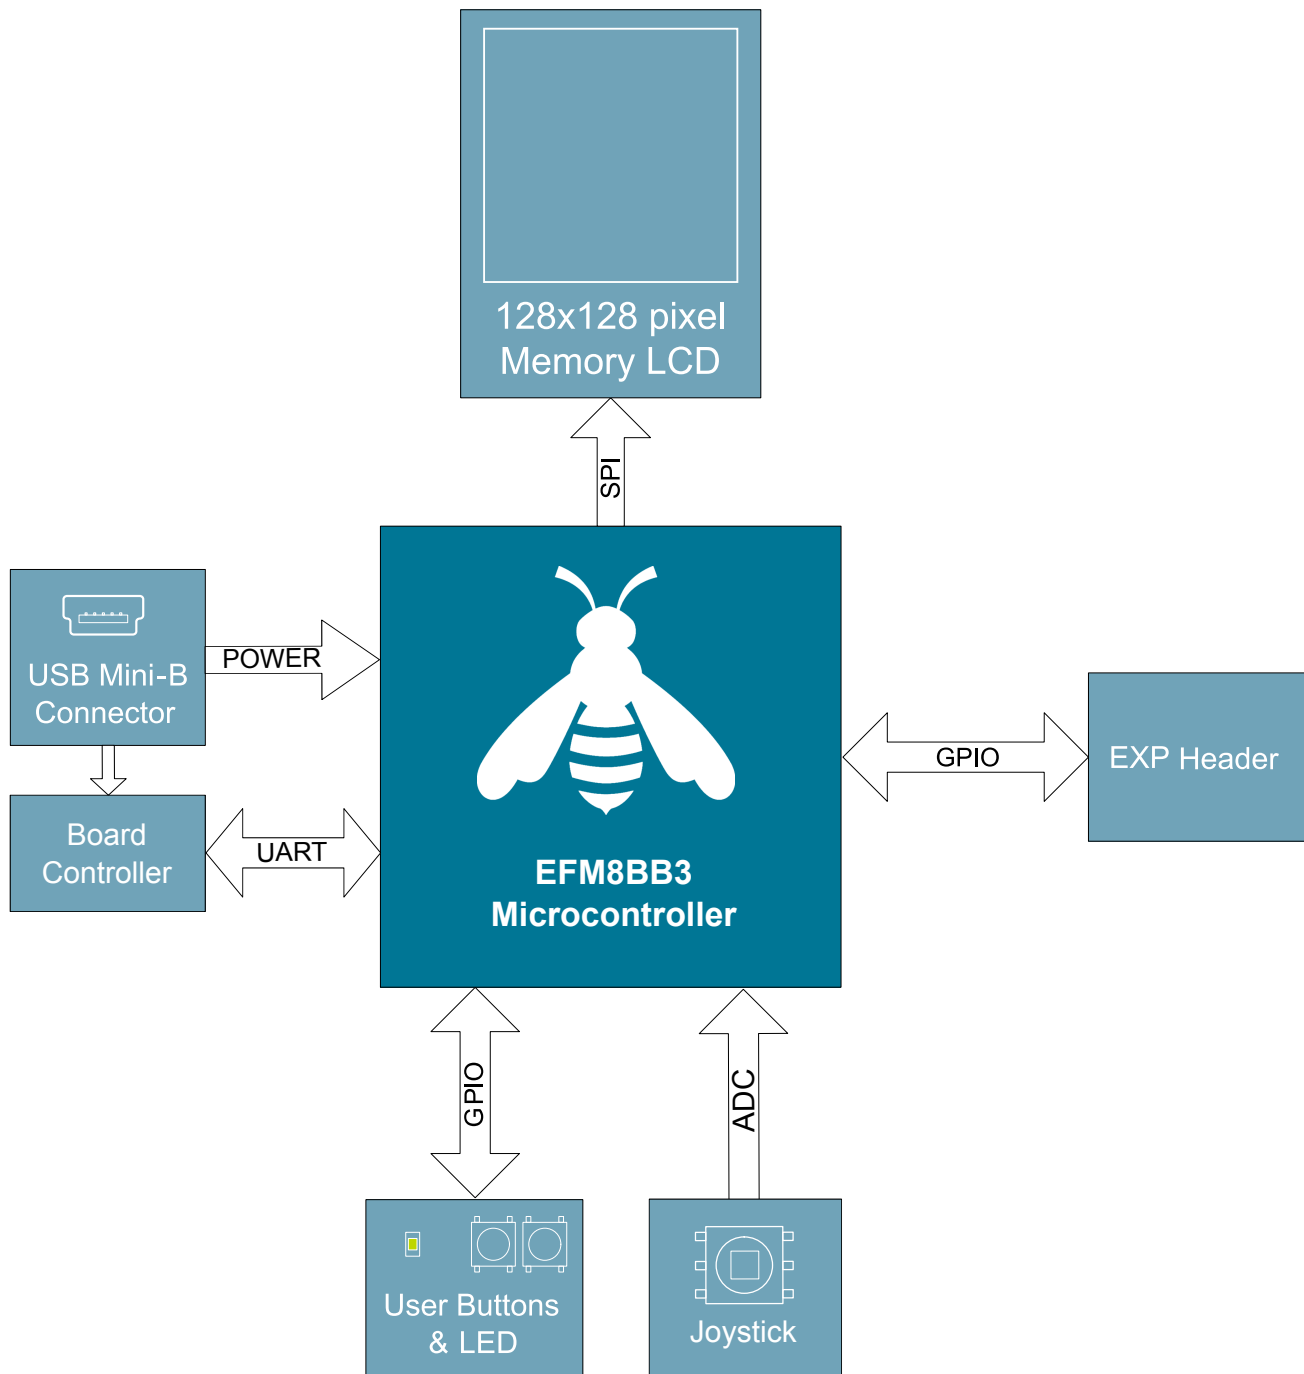 128x128 pixel
Memory LCD
SPI
USB Mini-B
Connector
POWER
Board
Controller
UART
EFM8BB3
Microcontroller
GPIO
EXP Header
GPIO
ADC
User Buttons
& LED
Joystick